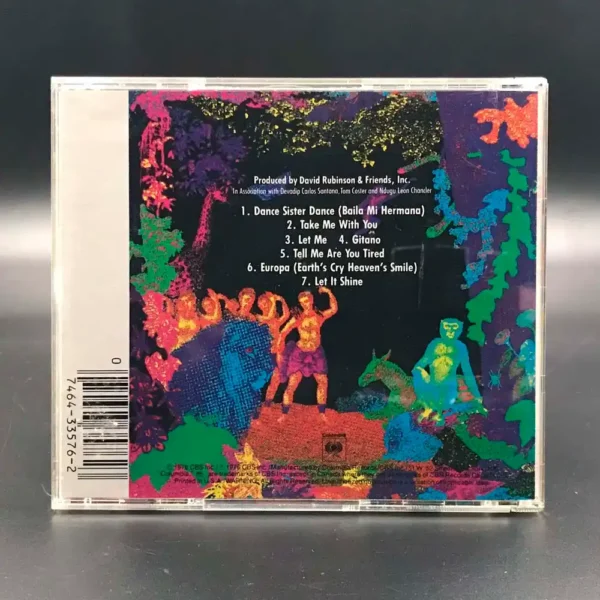 Produced by David Rubinson & Friends, Inc.
In Association with Devadip Carlos Santana, Tom Coster and Ndugu Leon Chancler
1. Dance Sister Dance (Baila Mi Hermana)
2. Take Me With You
3. Let Me 4. Gitano
5. Tell Me Are You Tired
6. Europa (Earth's Cry Heaven's Smile)
7. Let It Shine
0
7464-33576-2